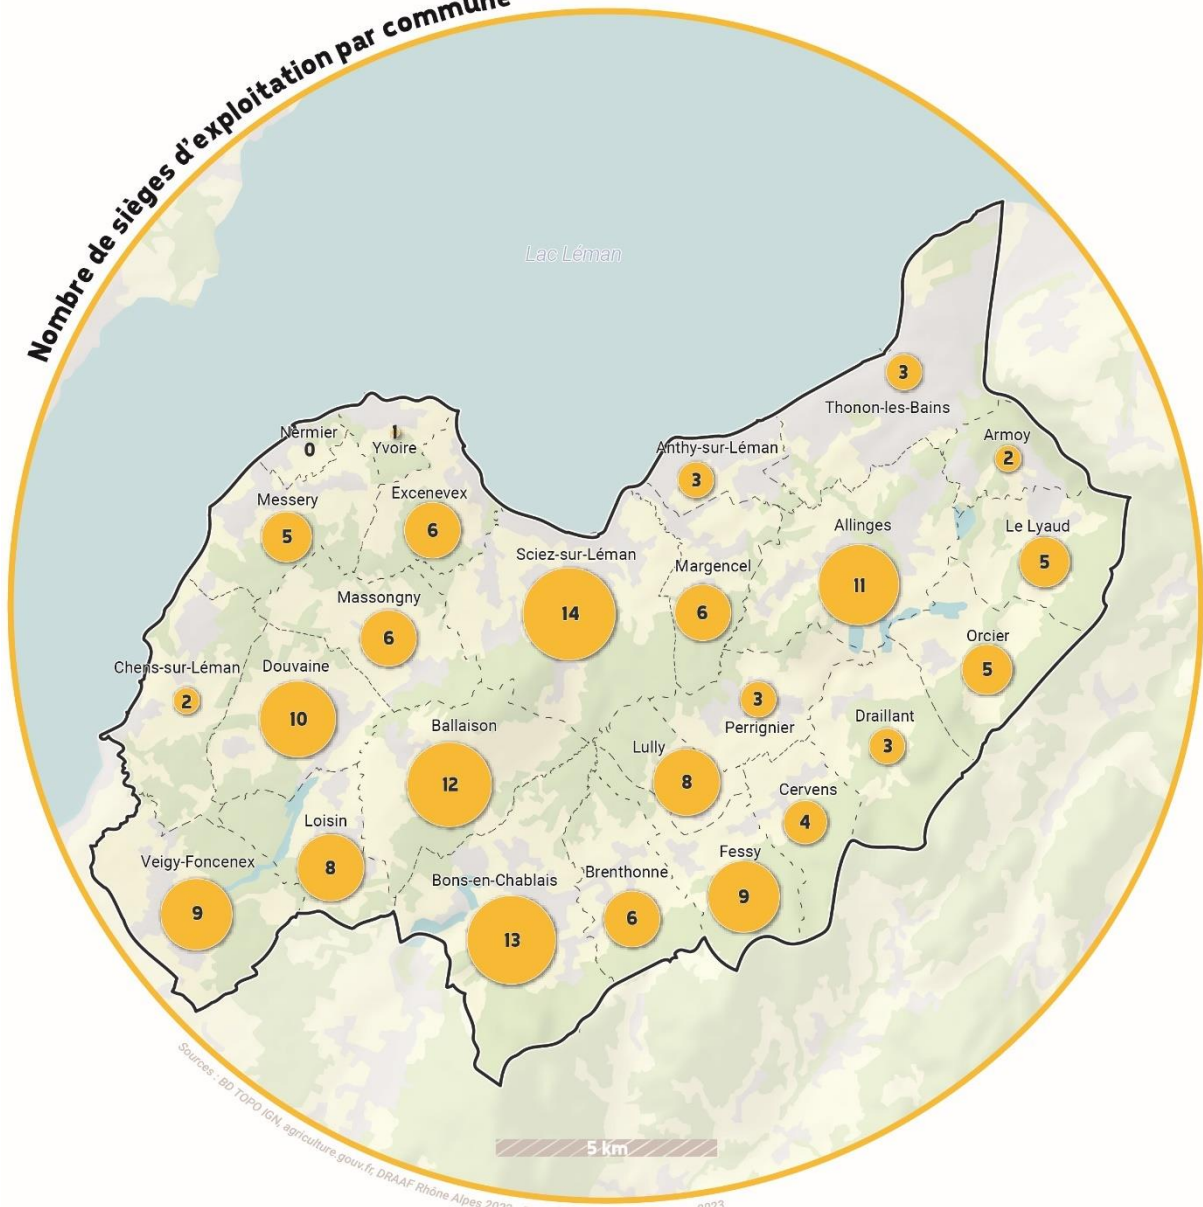 Nombre de sièges d'exploitation par commune
Lac Léman
3
Thonon-les-Bains
Nernier
0
1
Yvoire
Armoy
2
Anthy-sur-Léman
3
Messery
5
Excenevex
6
Allinges
11
Le Lyaud
5
Sciez-sur-Léman
14
Margencel
6
Massongny
6
Orcier
5
Chens-sur-Léman
2
Douvaine
10
3
Perrignier
Draillant
3
Ballaison
12
Lully
8
Cervens
4
Loisin
8
Veigy-Foncenex
9
Bons-en-Chablais
13
Brenthonne
6
Fessy
9
5 km
Sources : BD TOPO IGN, agriculture.gouv.fr, DRAAF Rhône Alpes
2023